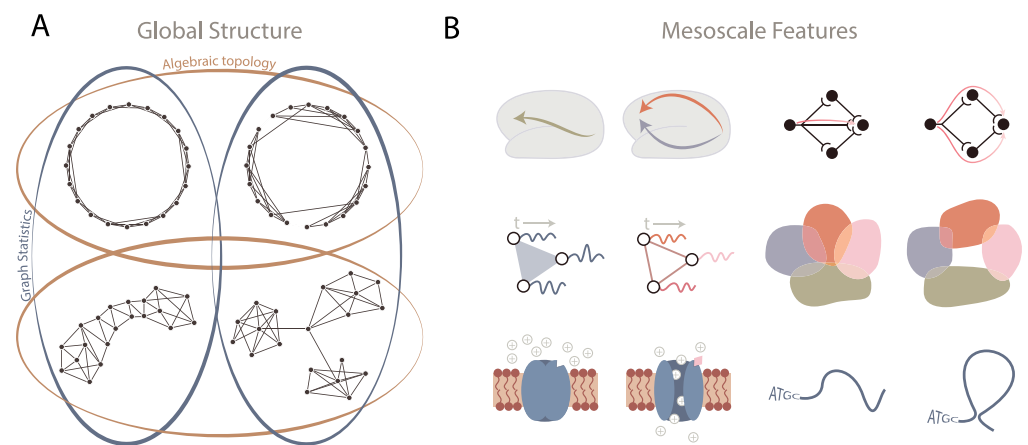 A
Global Structure
Algebraic topology
Graph Statistics
B
Mesoscale Features
t
t
ATGC
ATGC